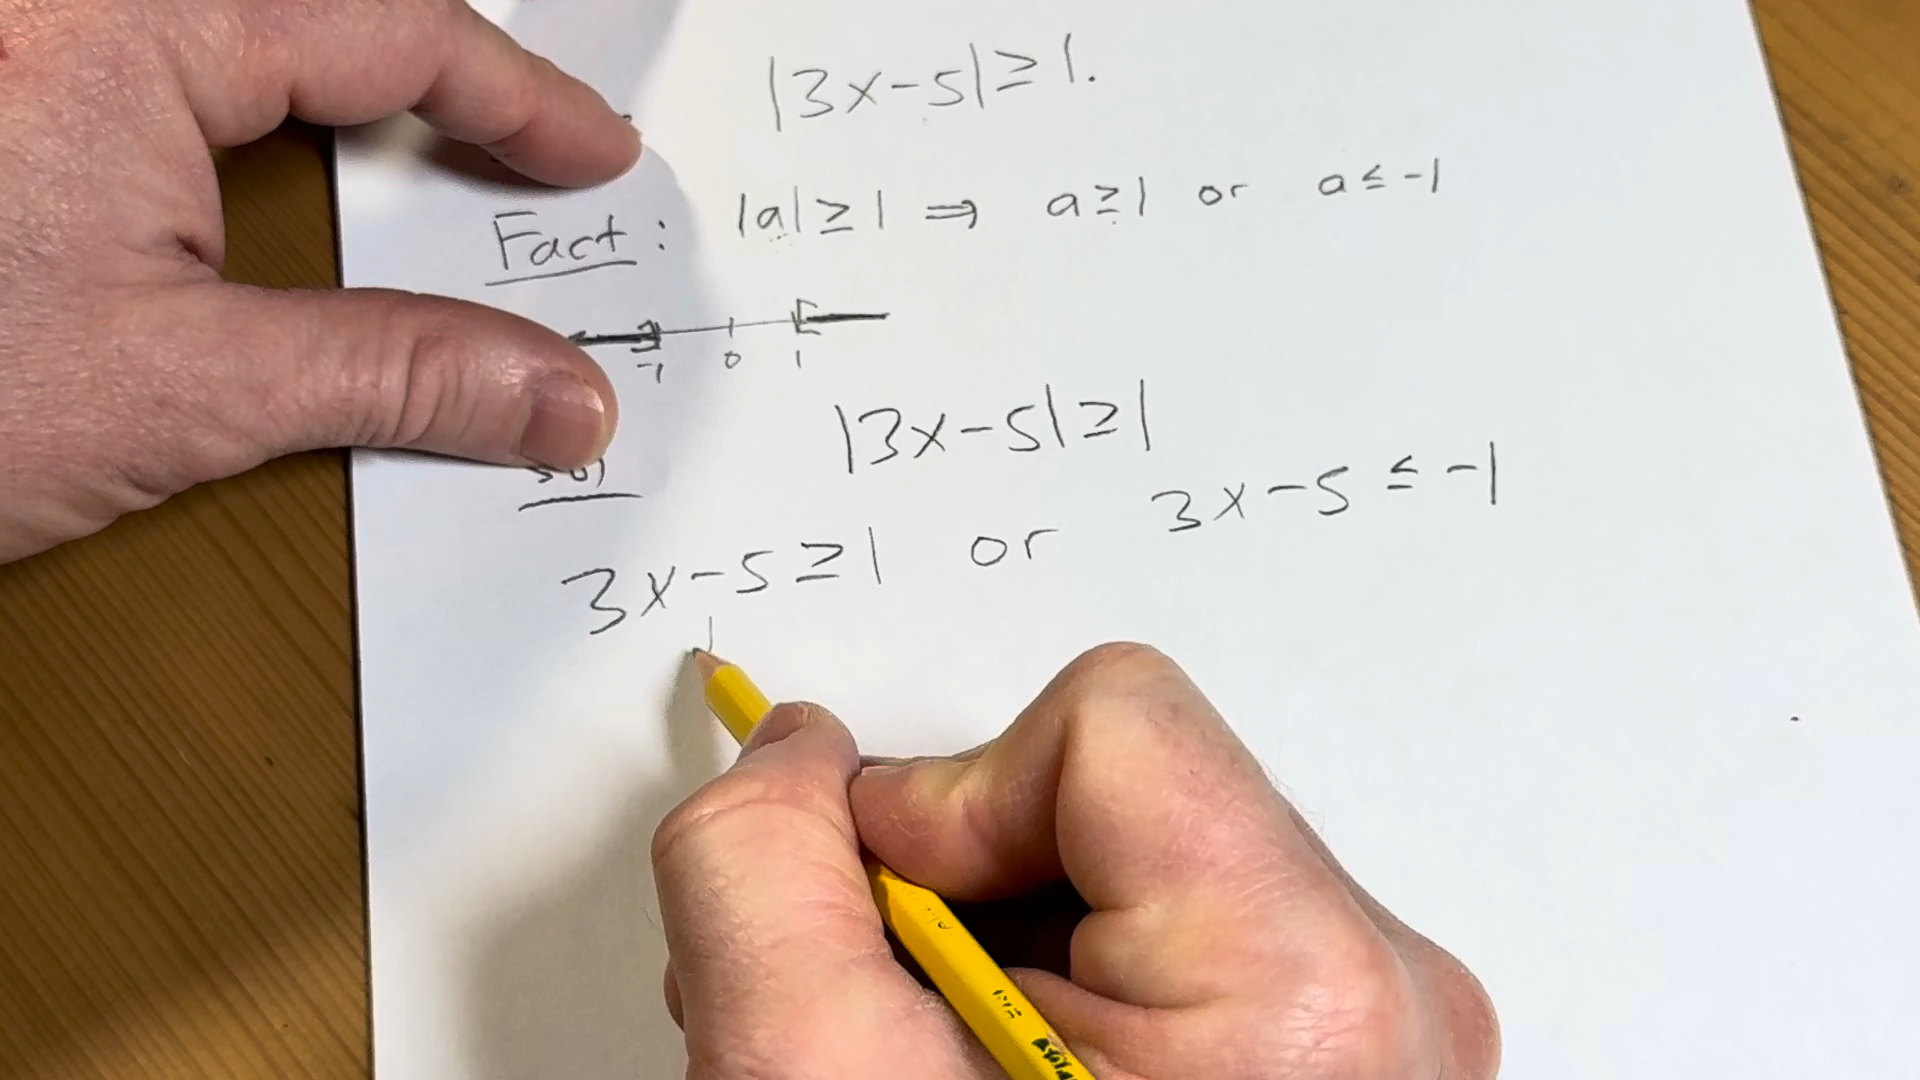 |3x-5|≥1.
Fact: |a|≥1 ⇒ a≥1 or a≤-1
-1 0 1
|3x-5|≥1
3x-5≥1 or 3x-5≤-1